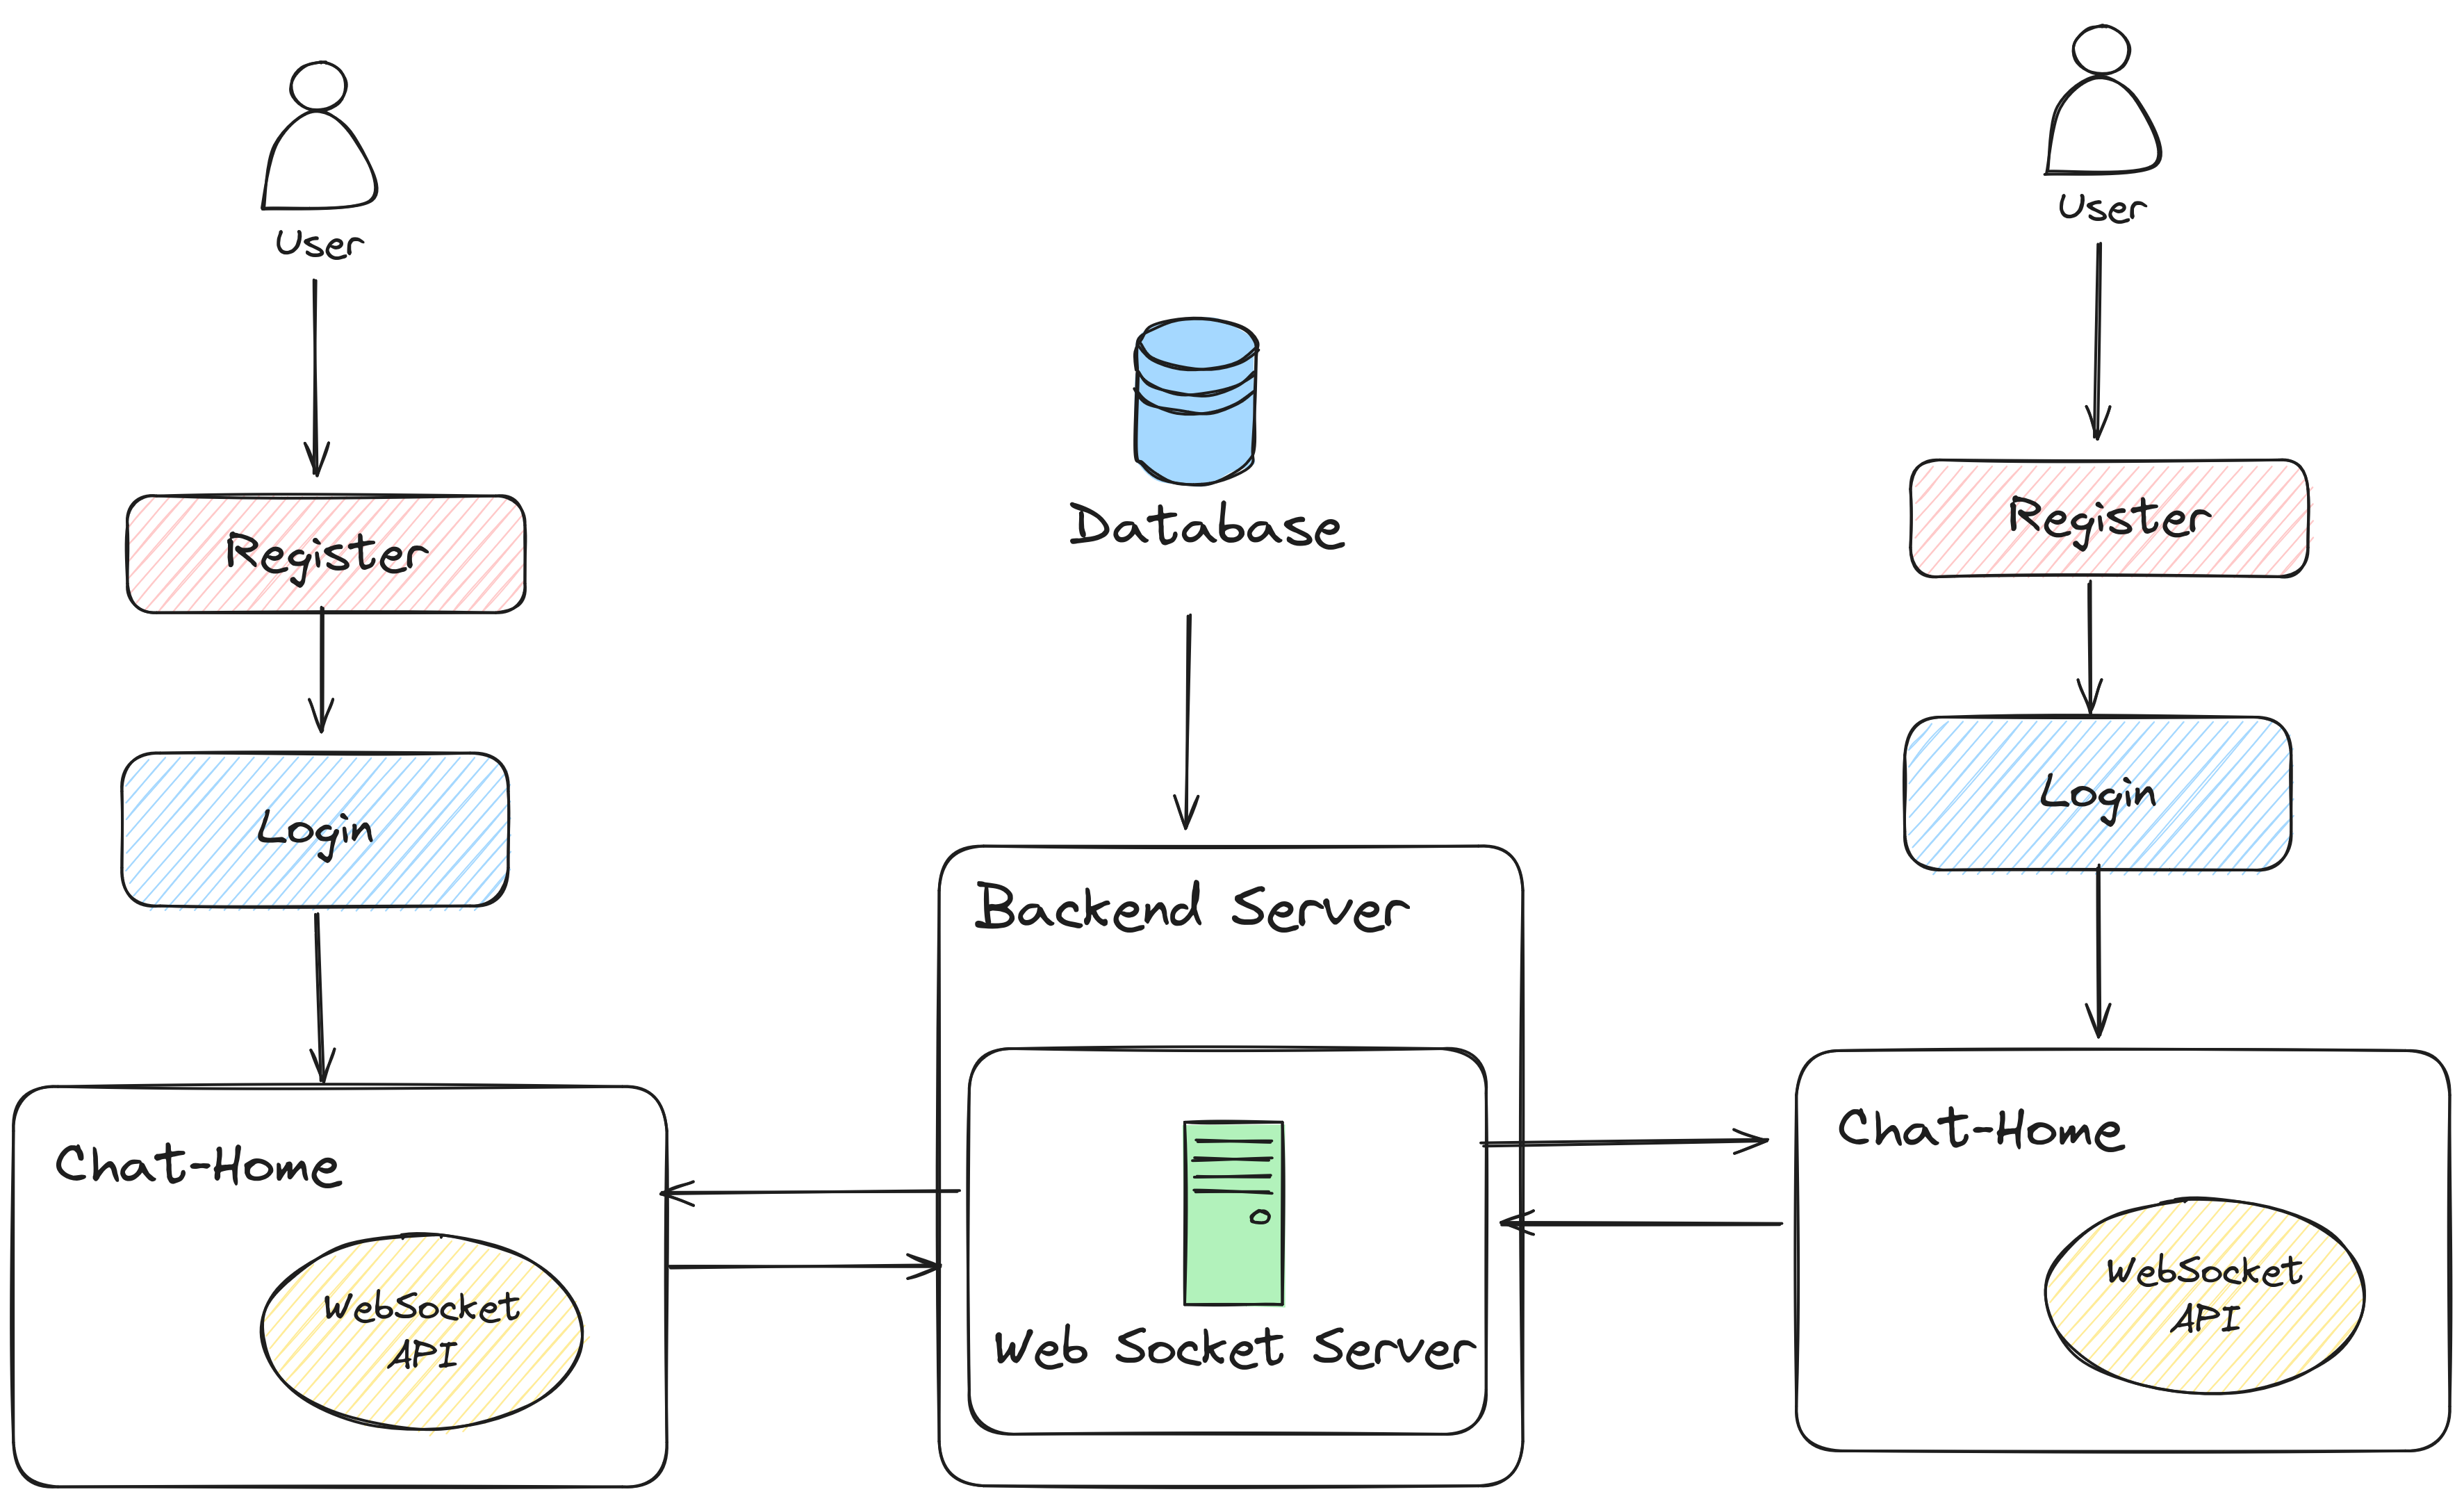 User
User
Database
Register
Register
Login
Login
Backend Server
Chat-Home
Chat-Home
WebSocket
API
WebSocket
API
Web Socket Server